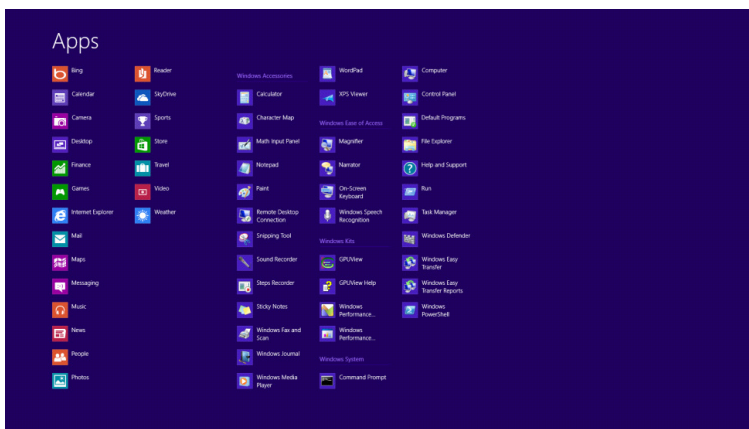 Apps
Bing
Calendar
Camera
Desktop
Finance
Games
Internet Explorer
Mail
Maps
Messaging
Music
News
People
Photos
Reader
SkyDrive
Sports
Store
Travel
Video
Weather
Windows Accessories
Calculator
Character Map
Math Input Panel
Notepad
Paint
Remote Desktop
Connection
Snipping Tool
Sound Recorder
Steps Recorder
Sticky Notes
Windows Fax and
Scan
Windows Journal
Windows Media
Player
WordPad
XPS Viewer
Windows Ease of Access
Magnifier
Narrator
On-Screen
Keyboard
Windows Speech
Recognition
Windows Kits
GPUView
GPUView Help
Windows
Performance...
Windows
Performance...
Windows System
Command Prompt
Computer
Control Panel
Default Programs
File Explorer
Help and Support
Run
Task Manager
Windows Defender
Windows Easy
Transfer
Windows Easy
Transfer Reports
Windows
PowerShell